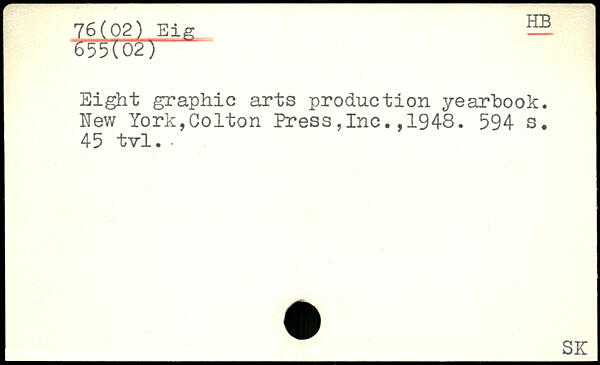 76(02) Eig
HB
655(02)
Eight graphic arts production yearbook.
New York,Colton Press,Inc.,1948. 594 s.
45 tvl.
SK